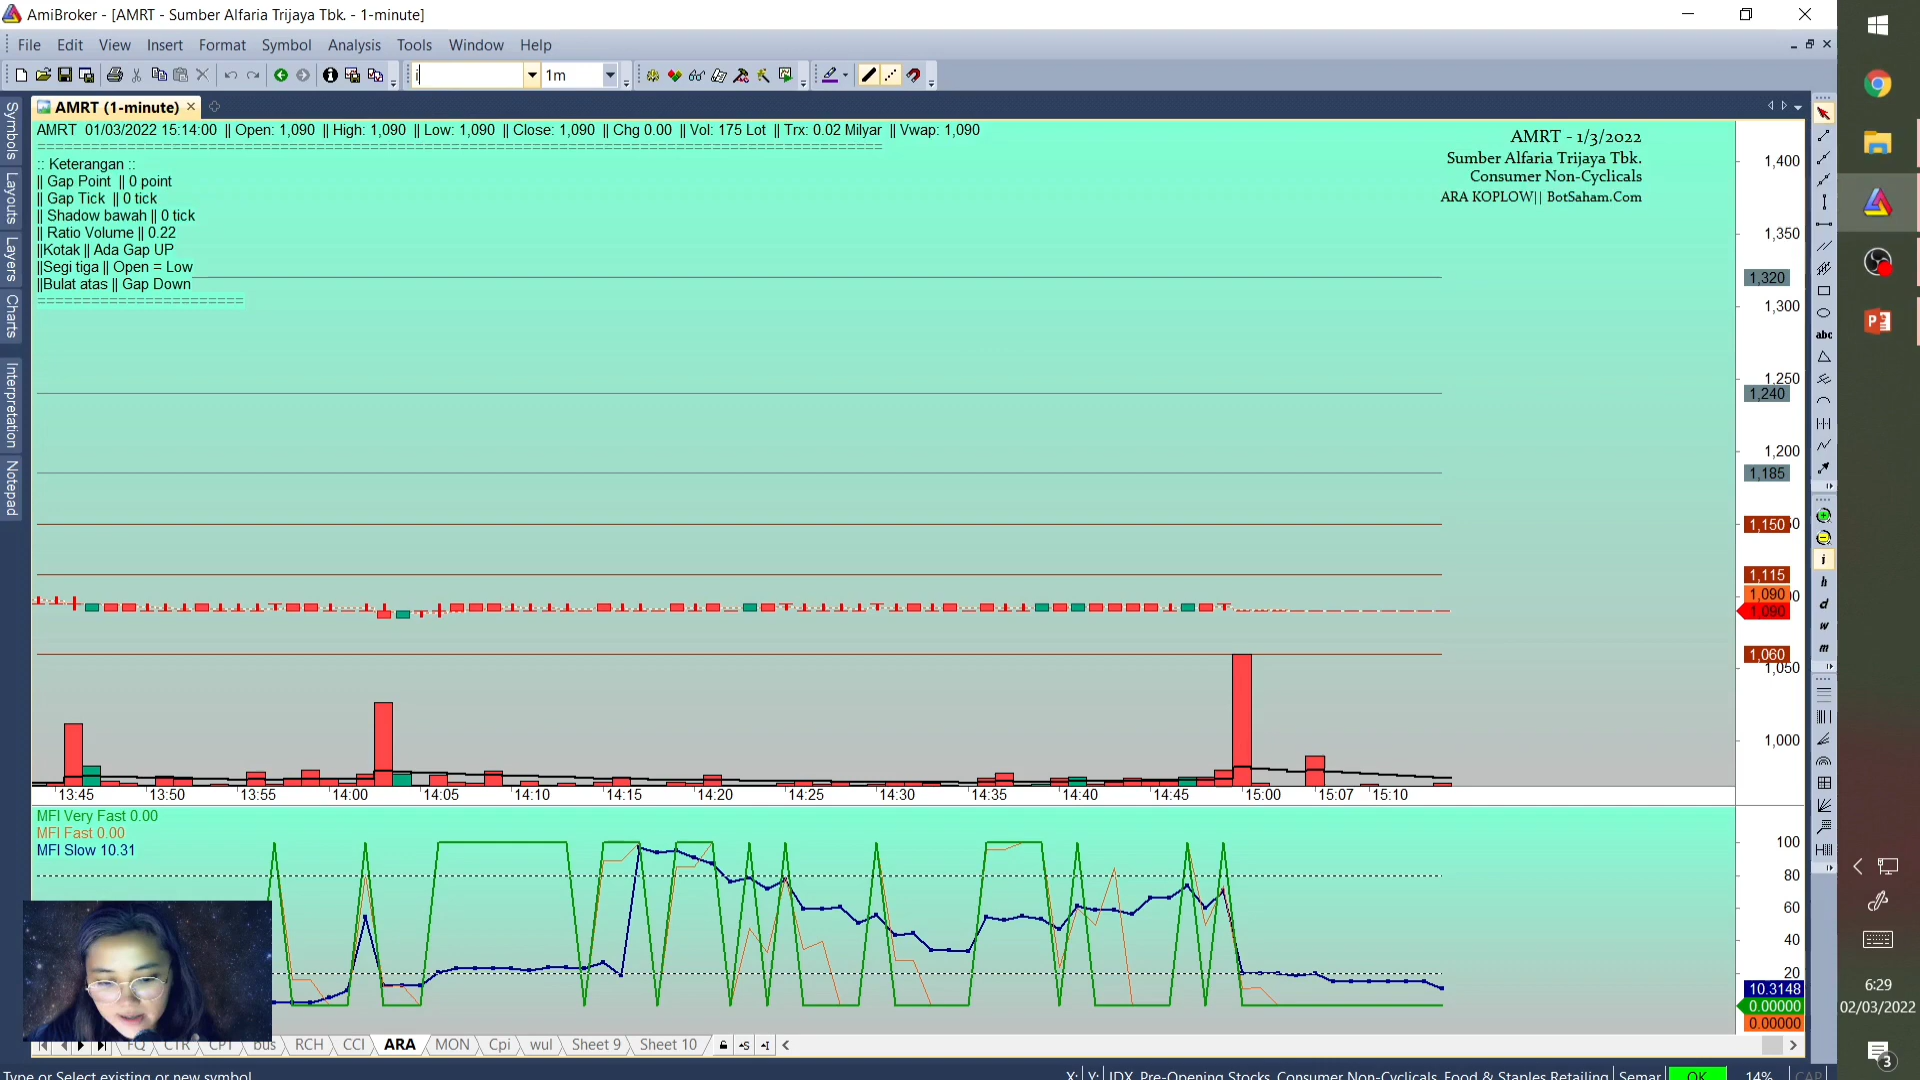 AmiBroker - [AMRT - Sumber Alfaria Trijaya Tbk. - 1-minute]
File Edit View Insert Format Symbol Analysis Tools Window Help
i 1m
AMRT (1-minute)
Symbols
Layouts
Layers
Charts
Interpretation
Notepad
AMRT 01/03/2022 15:14:00 || Open: 1,090 || High: 1,090 || Low: 1,090 || Close: 1,090 || Chg 0.00 || Vol: 175 Lot || Trx: 0.02 Milyar || Vwap: 1,090
:: Keterangan ::
|| Gap Point || 0 point
|| Gap Tick || 0 tick
|| Shadow bawah || 0 tick
|| Ratio Volume || 0.22
||Kotak || Ada Gap UP
||Segi tiga || Open = Low
||Bulat atas || Gap Down
AMRT - 1/3/2022
Sumber Alfaria Trijaya Tbk.
Consumer Non-Cyclicals
ARA KOPLOW|| BotSaham.Com
1,400
1,350
1,320
1,300
1,250
1,240
1,200
1,185
1,150
1,115
1,090
1,090
1,060
1,050
1,000
13:45 13:50 13:55 14:00 14:05 14:10 14:15 14:20 14:25 14:30 14:35 14:40 14:45 15:00 15:07 15:10
MFI Very Fast 0.00
MFI Fast 0.00
MFI Slow 10.31
100
80
60
40
20
10.3148
0.00000
0.00000
FQ CTR CPT bus RCH CCI ARA MON Cpi wul Sheet 9 Sheet 10
Type or Select existing or new symbol
X: Y: IDX, Pre-Opening Stocks, Consumer Non-Cyclicals, Food & Staples Retailing Semar OK 14% CAP
abc
i
h
d
w
m
6:29
02/03/2022
3